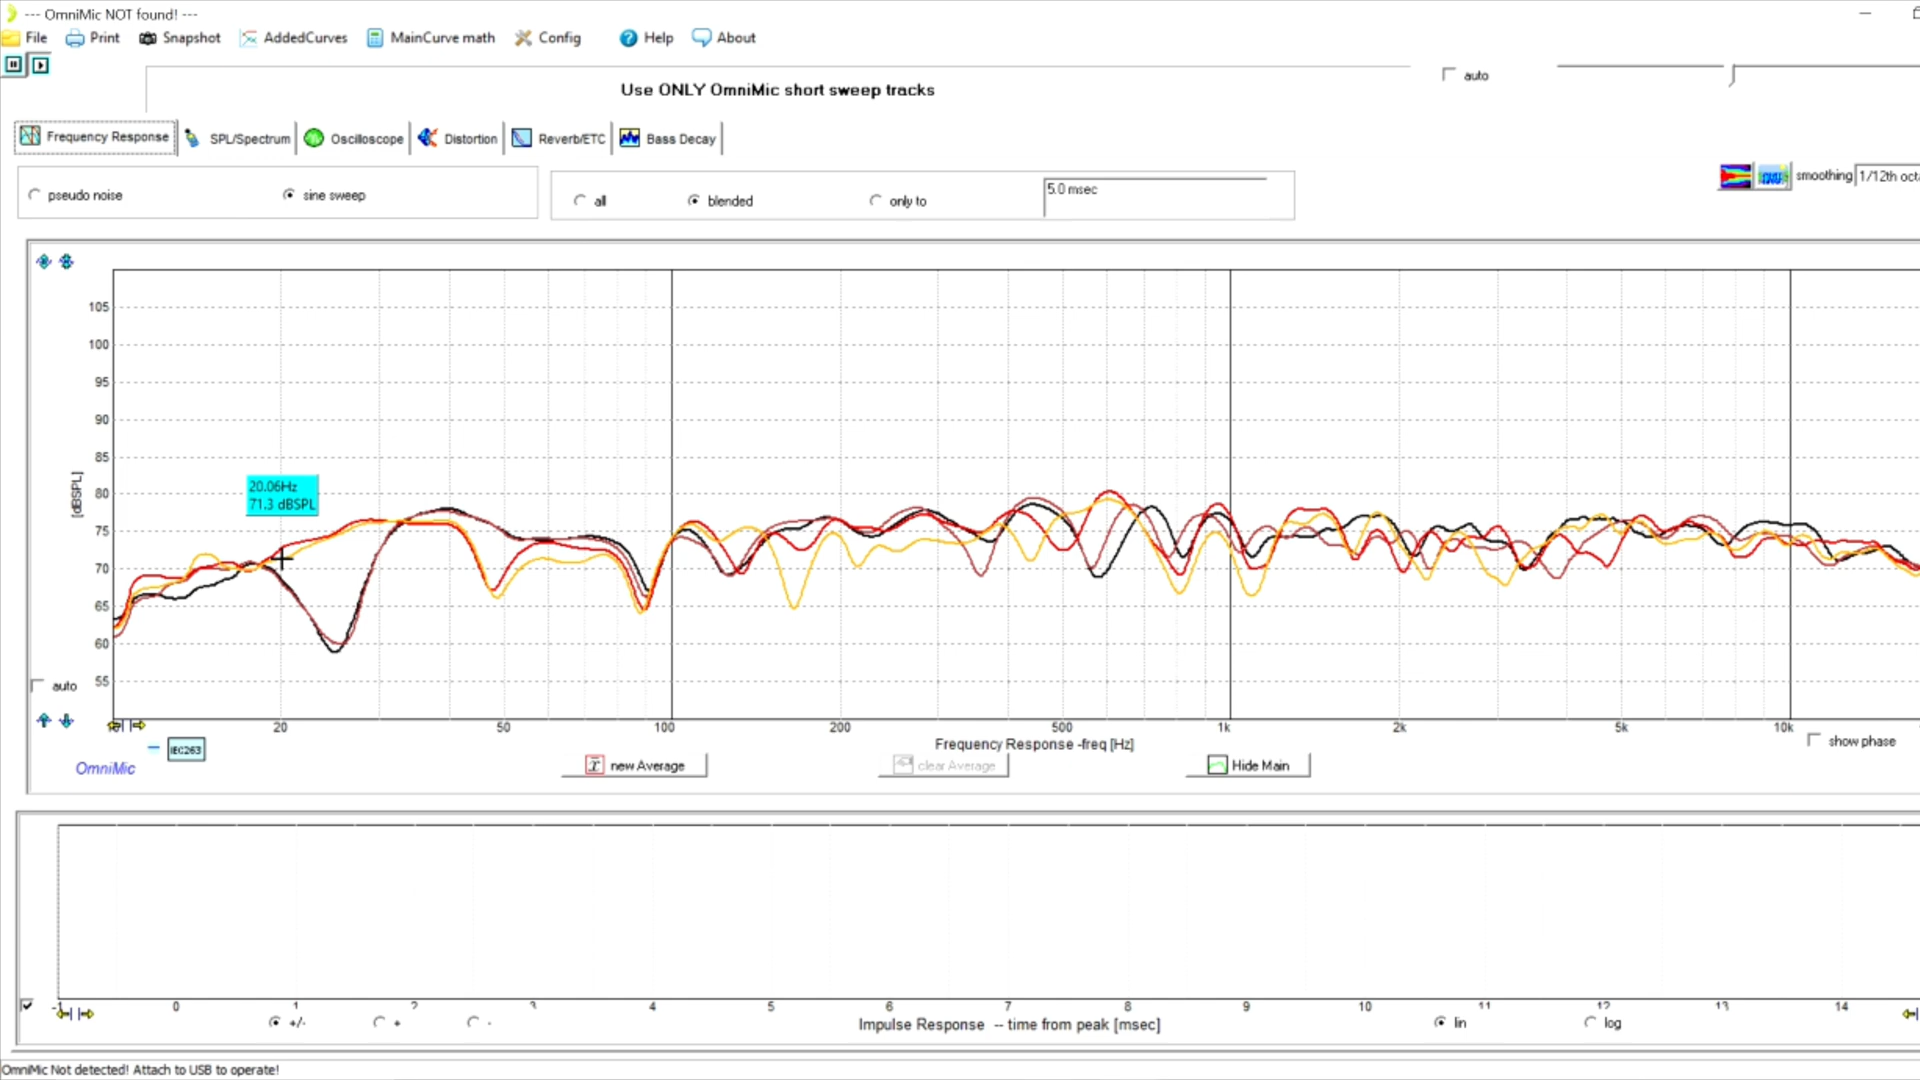 --- OmniMic NOT found! ---
File Print Snapshot AddedCurves MainCurve math Config Help About
auto
Use ONLY OmniMic short sweep tracks
Frequency Response SPL/Spectrum Oscilloscope Distortion Reverb/ETC Bass Decay
pseudo noise sine sweep all blended only to 5.0 msec smoothing 1/12th octa
105
100
95
90
85
80
75
70
65
60
55
[dBSPL]
20.06Hz
71.3 dBSPL
auto
20 50 100 200 500 1k 2k 5k 10k
Frequency Response -freq [Hz]
show phase
IEC263
OmniMic
new Average clear Average Hide Main
-1 0 1 2 3 4 5 6 7 8 9 10 11 12 13 14
+/- + - Impulse Response -- time from peak [msec] lin log
OmniMic Not detected! Attach to USB to operate!